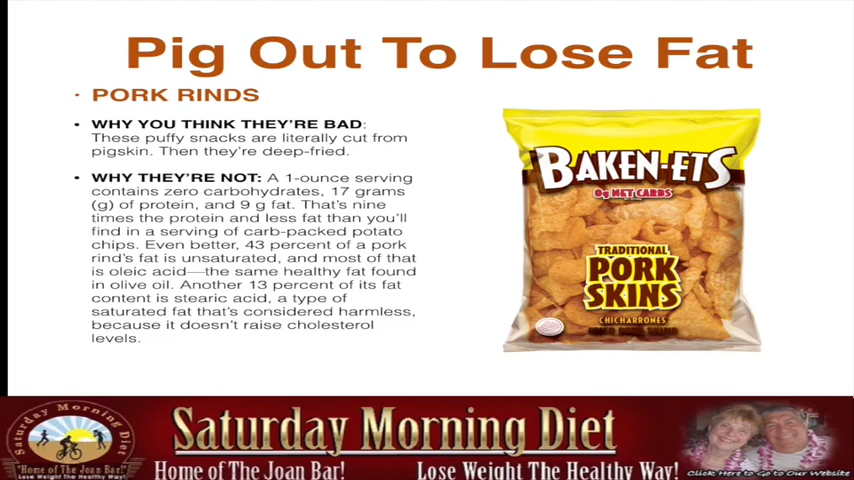 Pig Out To Lose Fat
• PORK RINDS
• WHY YOU THINK THEY'RE BAD:
These puffy snacks are literally cut from
pigskin. Then they're deep-fried.
• WHY THEY'RE NOT: A 1-ounce serving
contains zero carbohydrates, 17 grams
(g) of protein, and 9 g fat. That's nine
times the protein and less fat than you'll
find in a serving of carb-packed potato
chips. Even better, 43 percent of a pork
rind's fat is unsaturated, and most of that
is oleic acid—the same healthy fat found
in olive oil. Another 13 percent of its fat
content is stearic acid, a type of
saturated fat that's considered harmless,
because it doesn't raise cholesterol
levels.
BAKEN-ETS
0g NET CARBS
TRADITIONAL
PORK
SKINS
CHICHARRONES
Saturday Morning Diet
"Home of The Joan Bar!"
Lose Weight The Healthy Way!
Saturday Morning Diet
Home of The Joan Bar! Lose Weight The Healthy Way!
Click Here to Go to Our Website